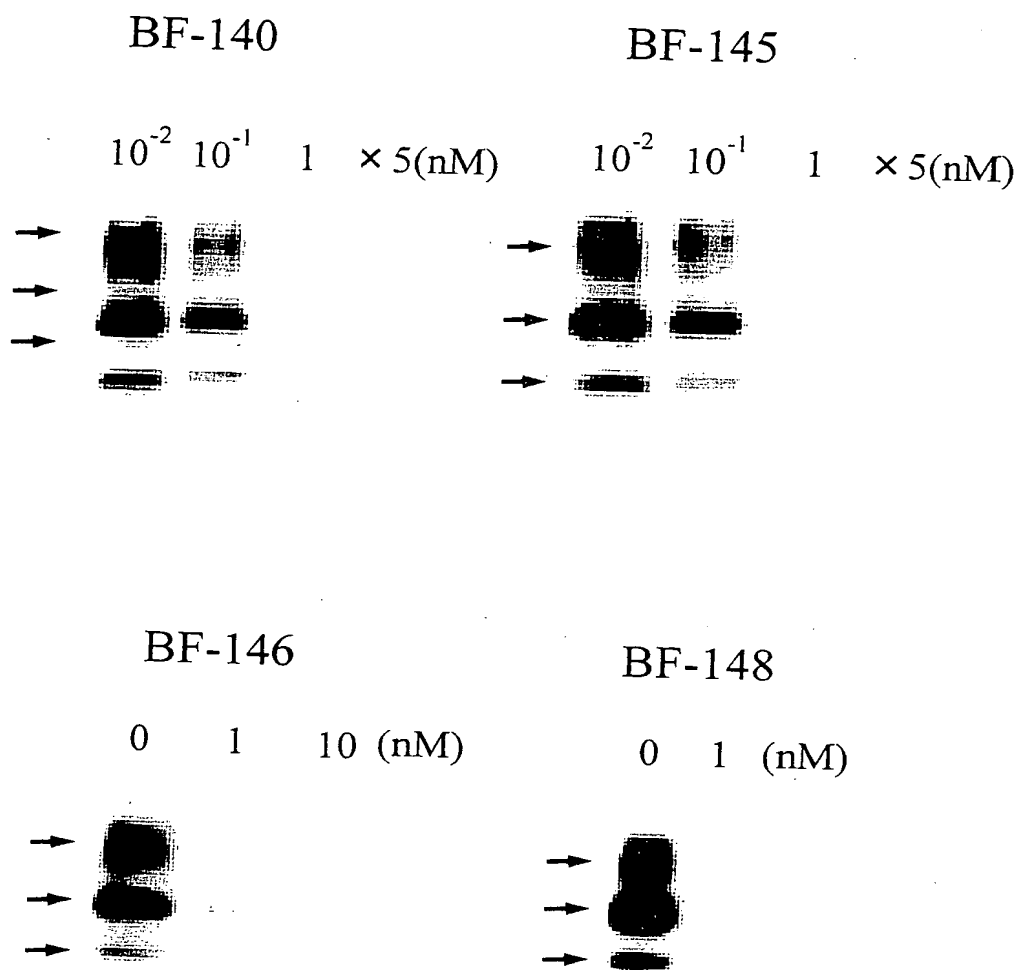 BF-140
10⁻² 10⁻¹ 1 × 5(nM)
BF-145
10⁻² 10⁻¹ 1 × 5(nM)
BF-146
0 1 10 (nM)
BF-148
0 1 (nM)